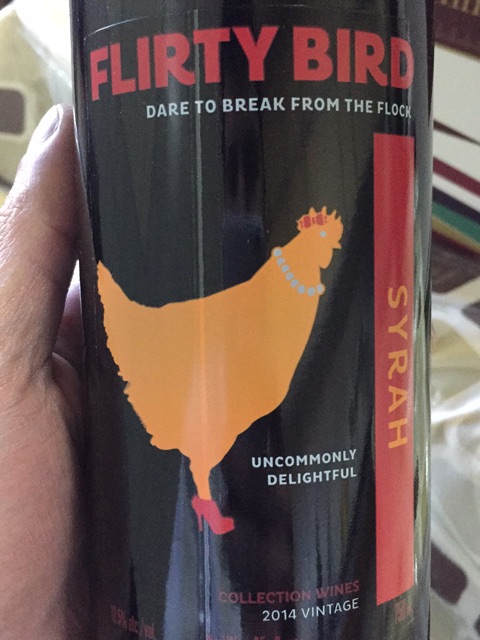 FLIRTY BIRD
DARE TO BREAK FROM THE FLOCK
SYRAH
UNCOMMONLY
DELIGHTFUL
COLLECTION WINES
2014 VINTAGE